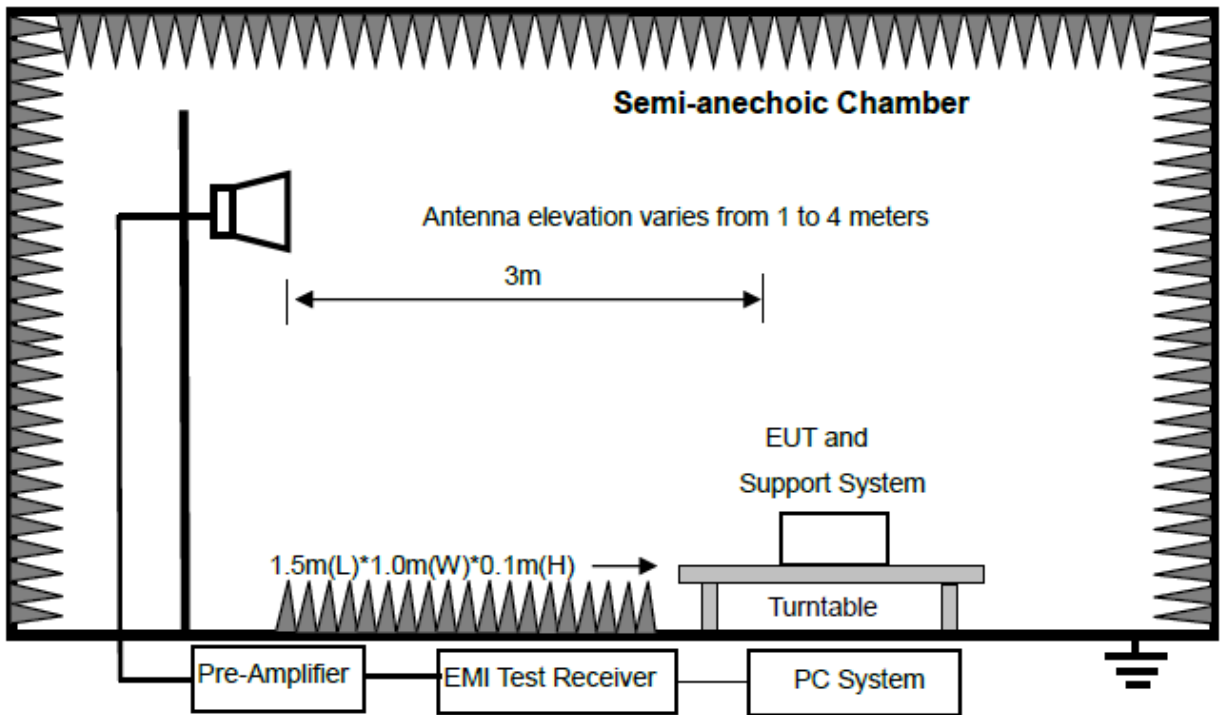 Semi-anechoic Chamber
Antenna elevation varies from 1 to 4 meters
3m
EUT and
Support System
1.5m(L)*1.0m(W)*0.1m(H)
Turntable
Pre-Amplifier
EMI Test Receiver
PC System